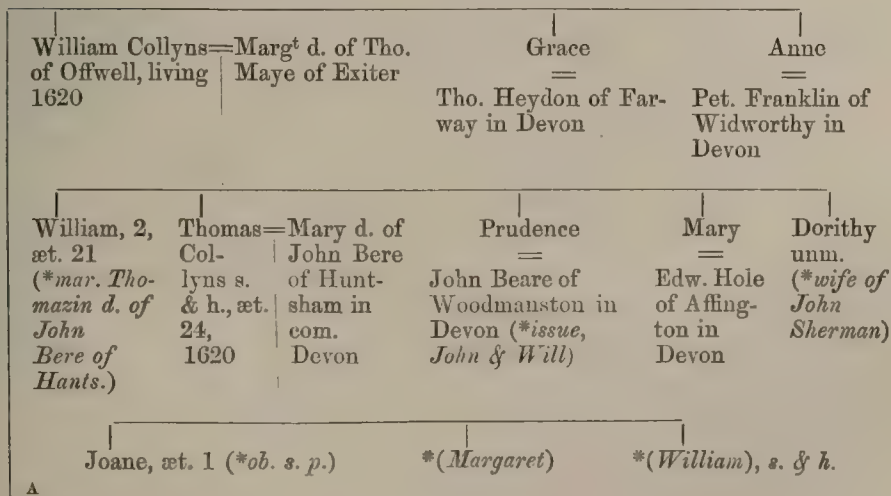 William Collyns=Margᵗ d. of Tho.
of Offwell, living Maye of Exiter
1620
Grace
=
Tho. Heydon of Far-
way in Devon
Anne
=
Pet. Franklin of
Widworthy in
Devon
William, 2,
æt. 21
(*mar. Tho-
mazin d. of
John
Bere of
Hants.)
Thomas=Mary d. of
Col- John Bere
lyns s. of Hunt-
& h., æt. sham in
24, com.
1620 Devon
Prudence
=
John Beare of
Woodmanston in
Devon (*issue,
John & Will)
Mary
=
Edw. Hole
of Affing-
ton in
Devon
Dorithy
unm.
(*wife of
John
Sherman)
Joane, æt. 1 (*ob. s. p.) *(Margaret) *(William), s. & h.
A